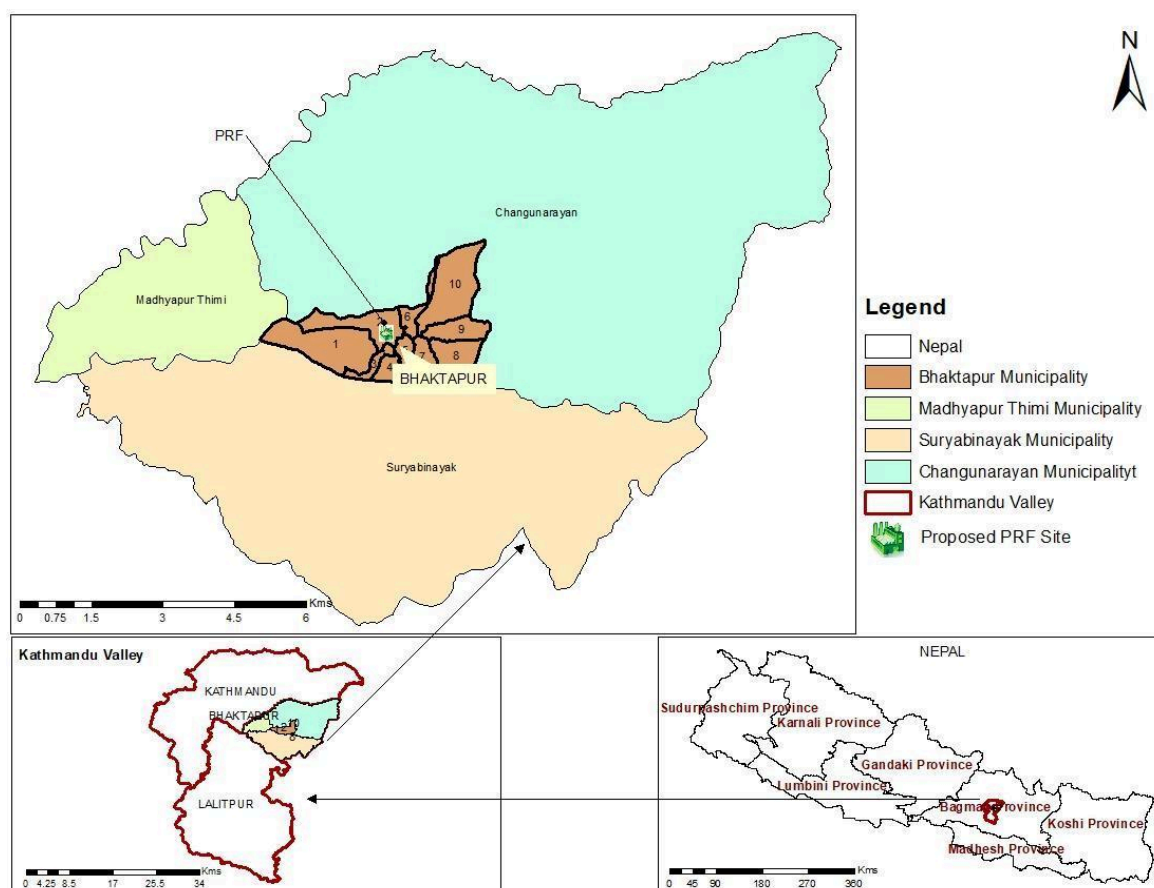 N
PRF
Changunarayan
10
Madhyapur Thimi
6
9
1
8
7
3
4
BHAKTAPUR
Suryabinayak
Kms
0 0.75 1.5 3 4.5 6
Legend
Nepal
Bhaktapur Municipality
Madhyapur Thimi Municipality
Suryabinayak Municipality
Changunarayan Municipalityt
Kathmandu Valley
Proposed PRF Site
Kathmandu Valley
KATHMANDU
BHAKTAPUR
10
LALITPUR
Kms
0 4.25 8.5 17 25.5 34
NEPAL
Sudurpashchim Province
Karnali Province
Gandaki Province
Lumbini Province
Bagmati Province
Koshi Province
Madhesh Province
Kms
0 45 90 180 270 360